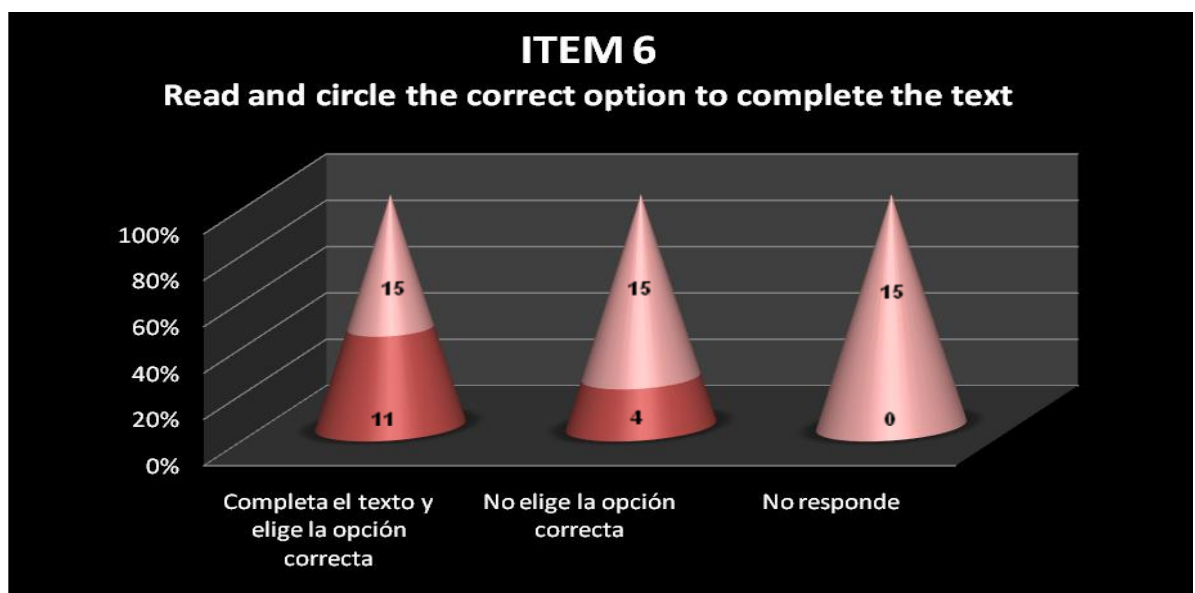 ITEM 6
Read and circle the correct option to complete the text
100%
80%
60%
40%
20%
0%
15
15
15
11
4
0
Completa el texto y
elige la opción
correcta
No elige la opción
correcta
No responde